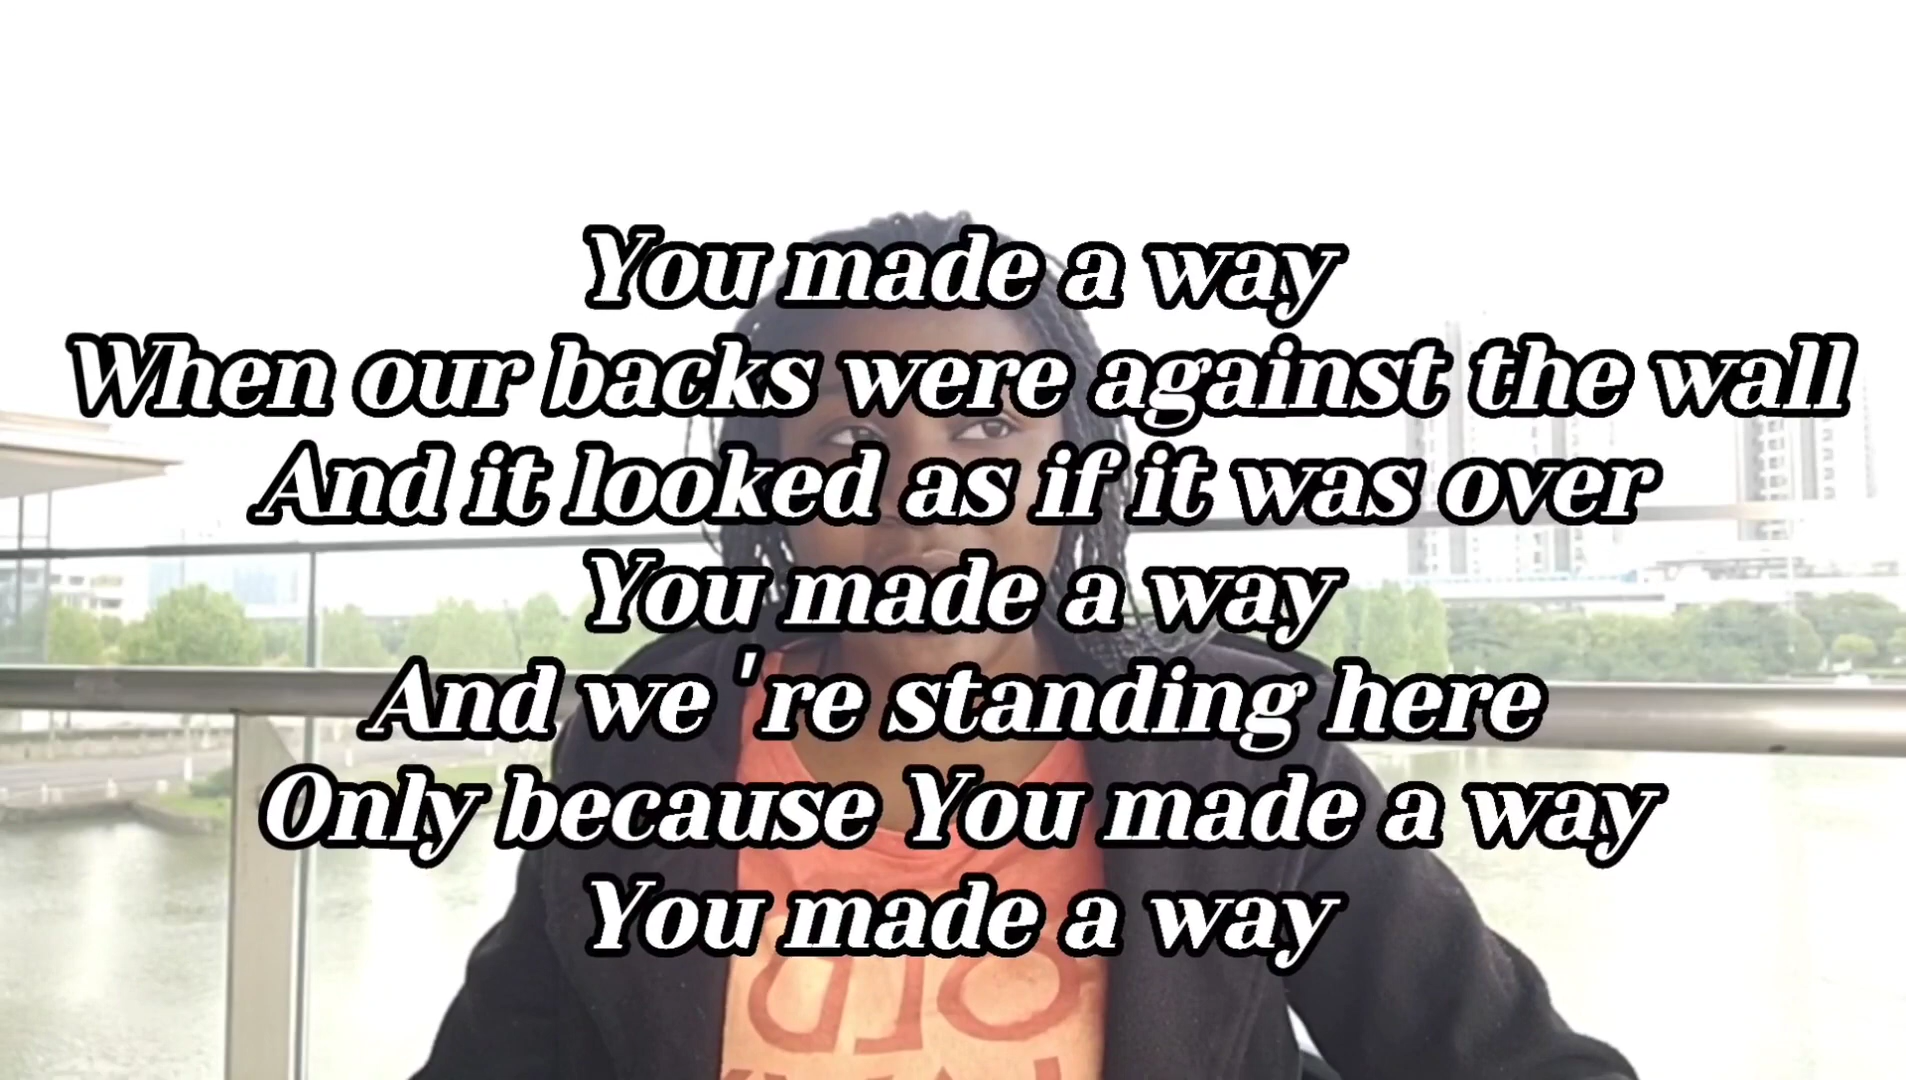 You made a way
When our backs were against the wall
And it looked as if it was over
You made a way
And we're standing here
Only because You made a way
You made a way
OLD